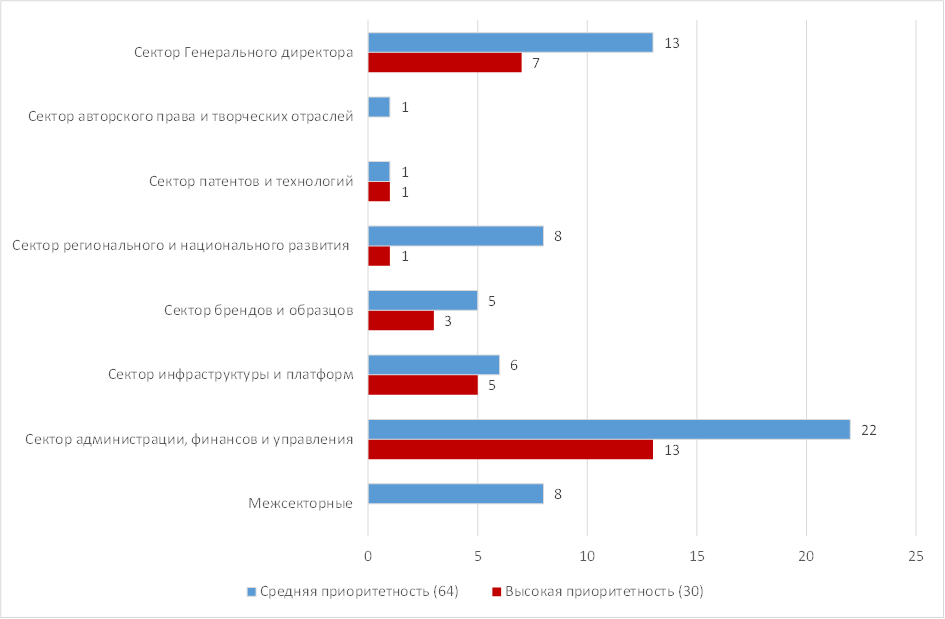 Сектор Генерального директора
13
7
Сектор авторского права и творческих отраслей
1
Сектор патентов и технологий
1
1
Сектор регионального и национального развития
8
1
Сектор брендов и образцов
5
3
Сектор инфраструктуры и платформ
6
5
Сектор администрации, финансов и управления
22
13
Межсекторные
8
0 5 10 15 20 25
Средняя приоритетность (64) Высокая приоритетность (30)